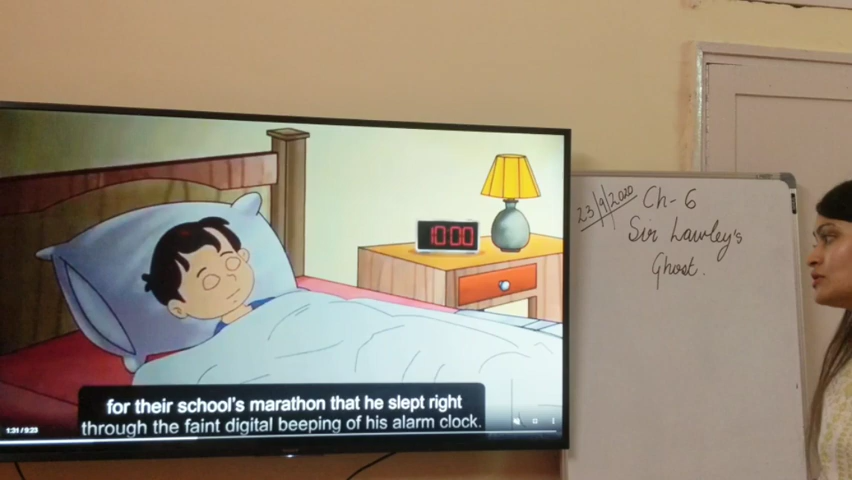 10:00
for their school's marathon that he slept right
through the faint digital beeping of his alarm clock.
1:31 / 9:23
23/9/2020
Ch- 6
Sir Lawley's
Ghost.